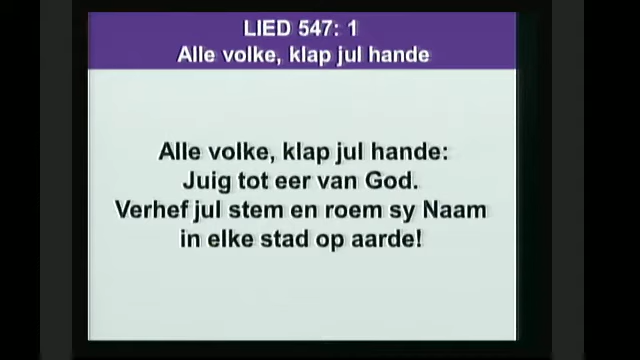 LIED 547: 1
Alle volke, klap jul hande
Alle volke, klap jul hande:
Juig tot eer van God.
Verhef jul stem en roem sy Naam
in elke stad op aarde!